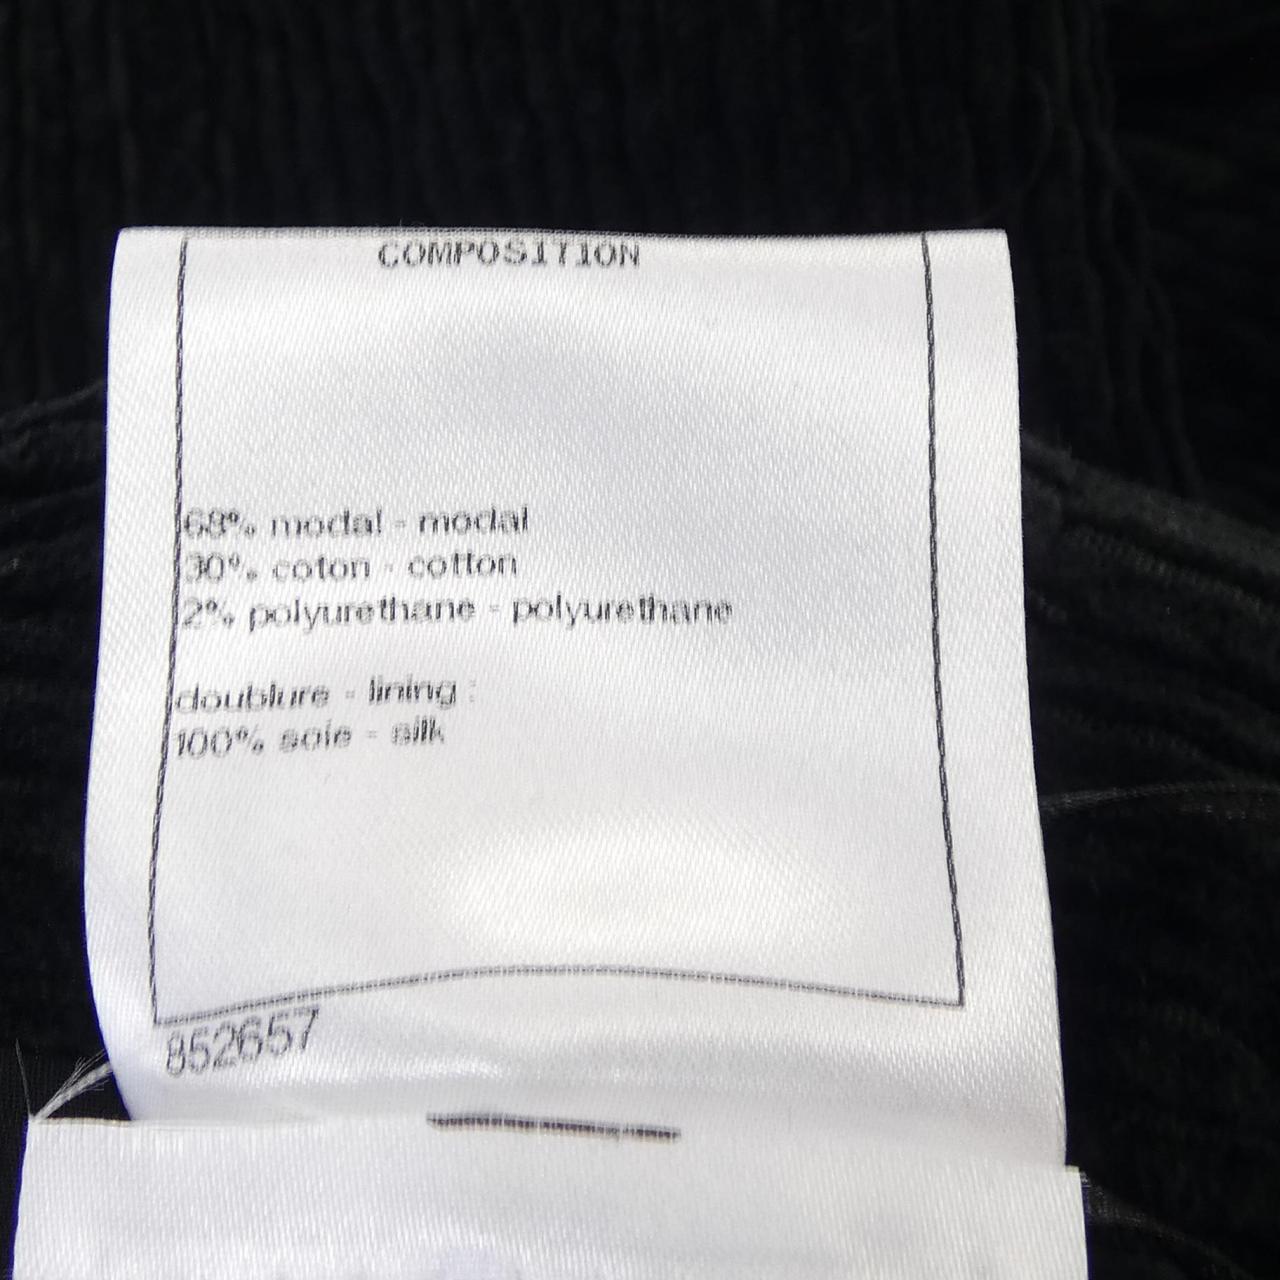 COMPOSITION
68% modal - modal
30% coton - cotton
2% polyurethane - polyurethane
doublure - lining :
100% soie - silk
852657